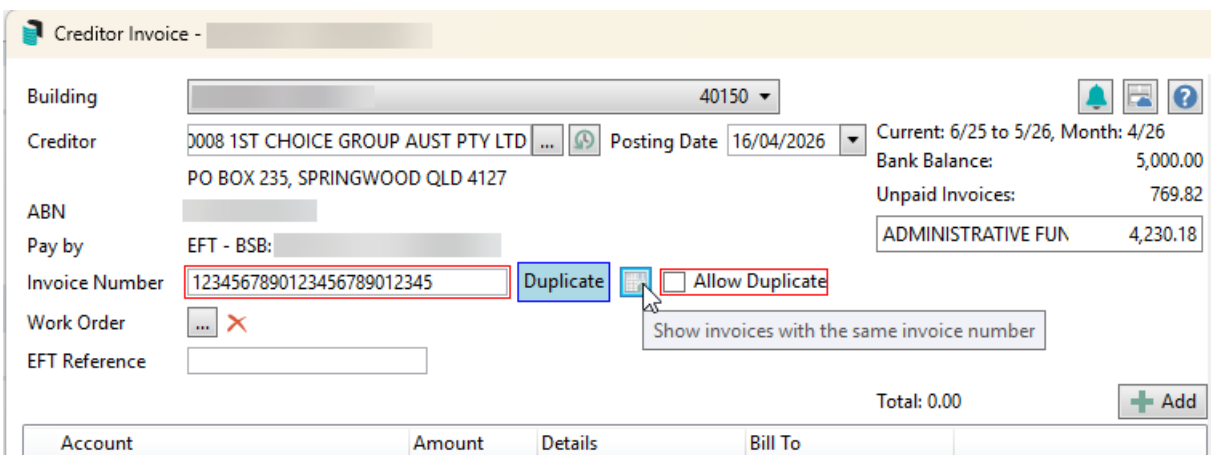 Creditor Invoice -
Building 40150
Creditor 0008 1ST CHOICE GROUP AUST PTY LTD ... Posting Date 16/04/2026
Current: 6/25 to 5/26, Month: 4/26
PO BOX 235, SPRINGWOOD QLD 4127
Bank Balance: 5,000.00
Unpaid Invoices: 769.82
ABN
ADMINISTRATIVE FUN 4,230.18
Pay by EFT - BSB:
Invoice Number 1234567890123456789012345 Duplicate Allow Duplicate
Show invoices with the same invoice number
Work Order ...
EFT Reference
Total: 0.00 Add
Account Amount Details Bill To